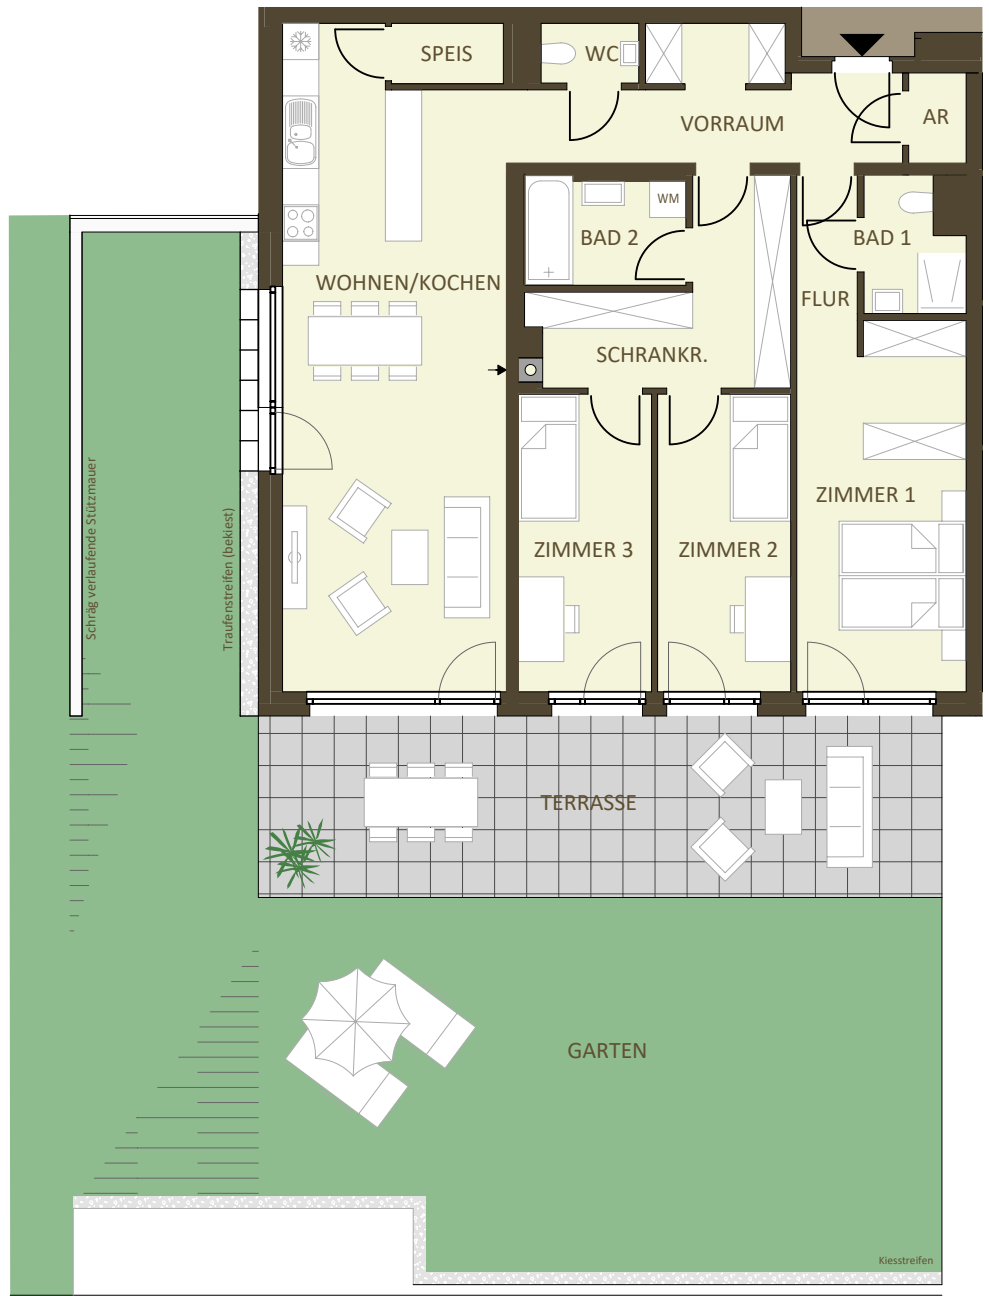 SPEIS
WC
VORRAUM
AR
WM
BAD 2
BAD 1
WOHNEN/KOCHEN
FLUR
SCHRANKR.
ZIMMER 1
ZIMMER 3
ZIMMER 2
Schräg verlaufende Stützmauer
Traufenstreifen (bekiest)
TERRASSE
GARTEN
Kiesstreifen